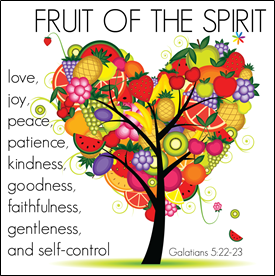 FRUIT OF THE SPIRIT
love,
joy,
peace,
patience,
kindness,
goodness,
faithfulness,
gentleness,
and self-control
Galatians 5:22-23